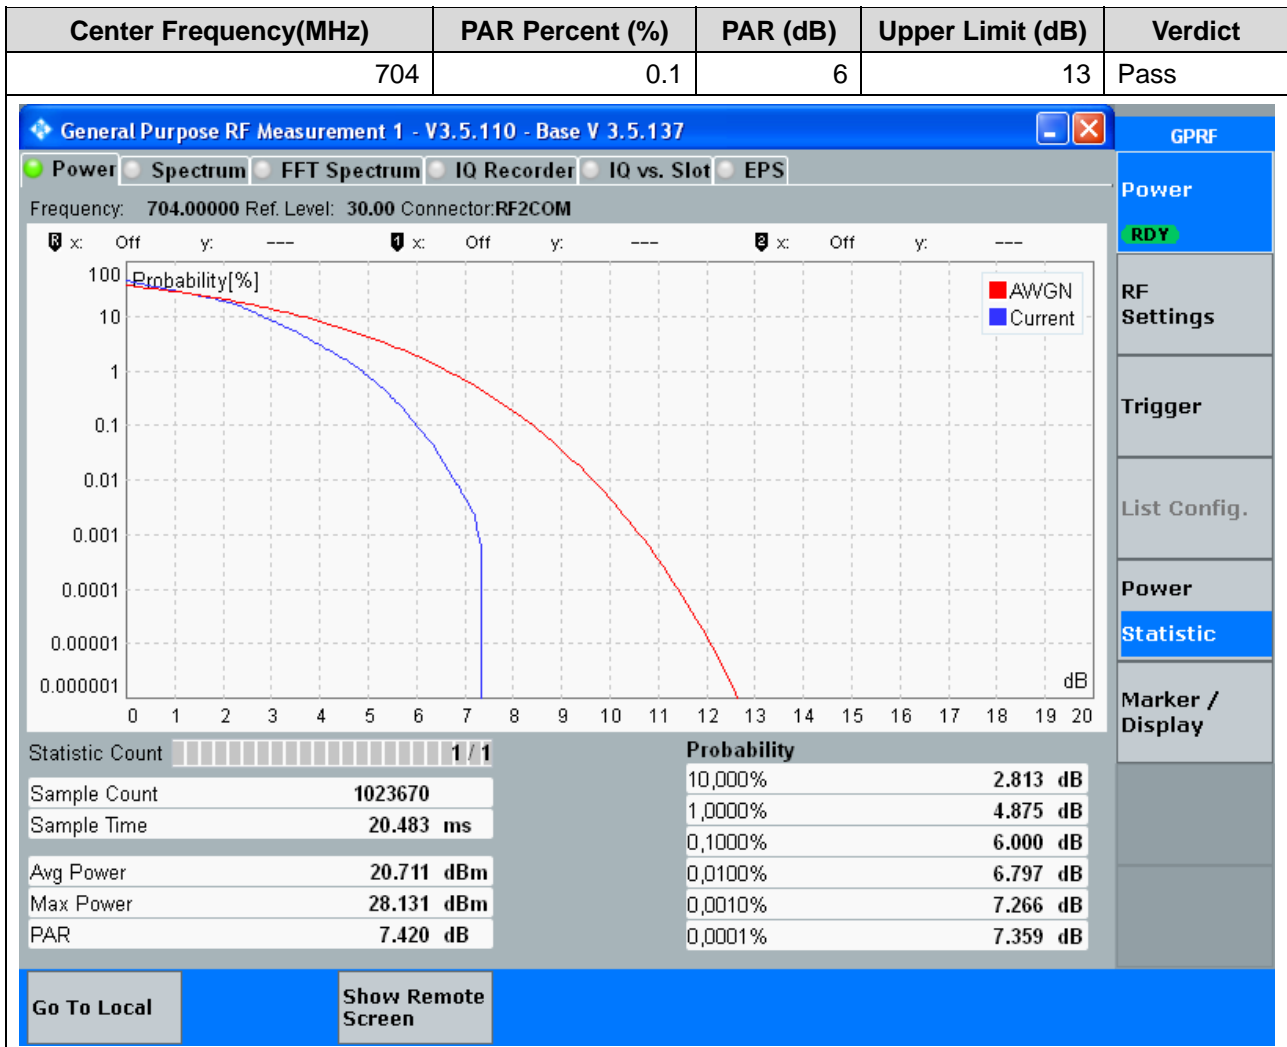 Center Frequency(MHz) PAR Percent (%) PAR (dB) Upper Limit (dB) Verdict
704 0.1 6 13 Pass
General Purpose RF Measurement 1 - V3.5.110 - Base V 3.5.137
GPRF
Power Spectrum FFT Spectrum IQ Recorder IQ vs. Slot EPS
Power
RDY
Frequency: 704.00000 Ref. Level: 30.00 Connector:RF2COM
R x: Off y: --- 1 x: Off y: --- 2 x: Off y: ---
Probability[%]
100
10
1
0.1
0.01
0.001
0.0001
0.00001
0.000001
AWGN
Current
dB
0 1 2 3 4 5 6 7 8 9 10 11 12 13 14 15 16 17 18 19 20
RF
Settings
Trigger
List Config.
Power
Statistic
Marker /
Display
Statistic Count 1 / 1
Sample Count 1023670
Sample Time 20.483 ms
Avg Power 20.711 dBm
Max Power 28.131 dBm
PAR 7.420 dB
Probability
10,000% 2.813 dB
1,0000% 4.875 dB
0,1000% 6.000 dB
0,0100% 6.797 dB
0,0010% 7.266 dB
0,0001% 7.359 dB
Go To Local
Show Remote
Screen